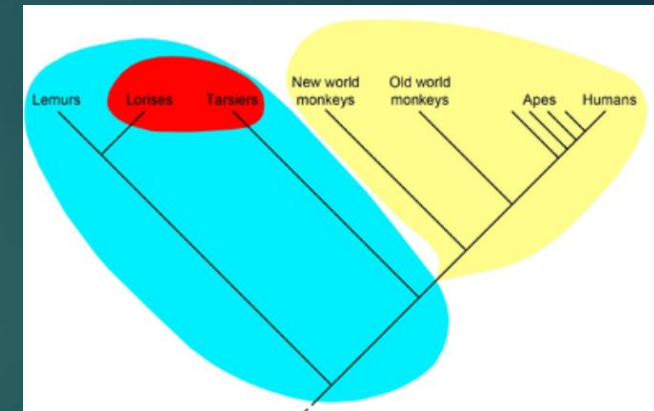 Lemurs
Lorises
Tarsiers
New world
monkeys
Old world
monkeys
Apes
Humans